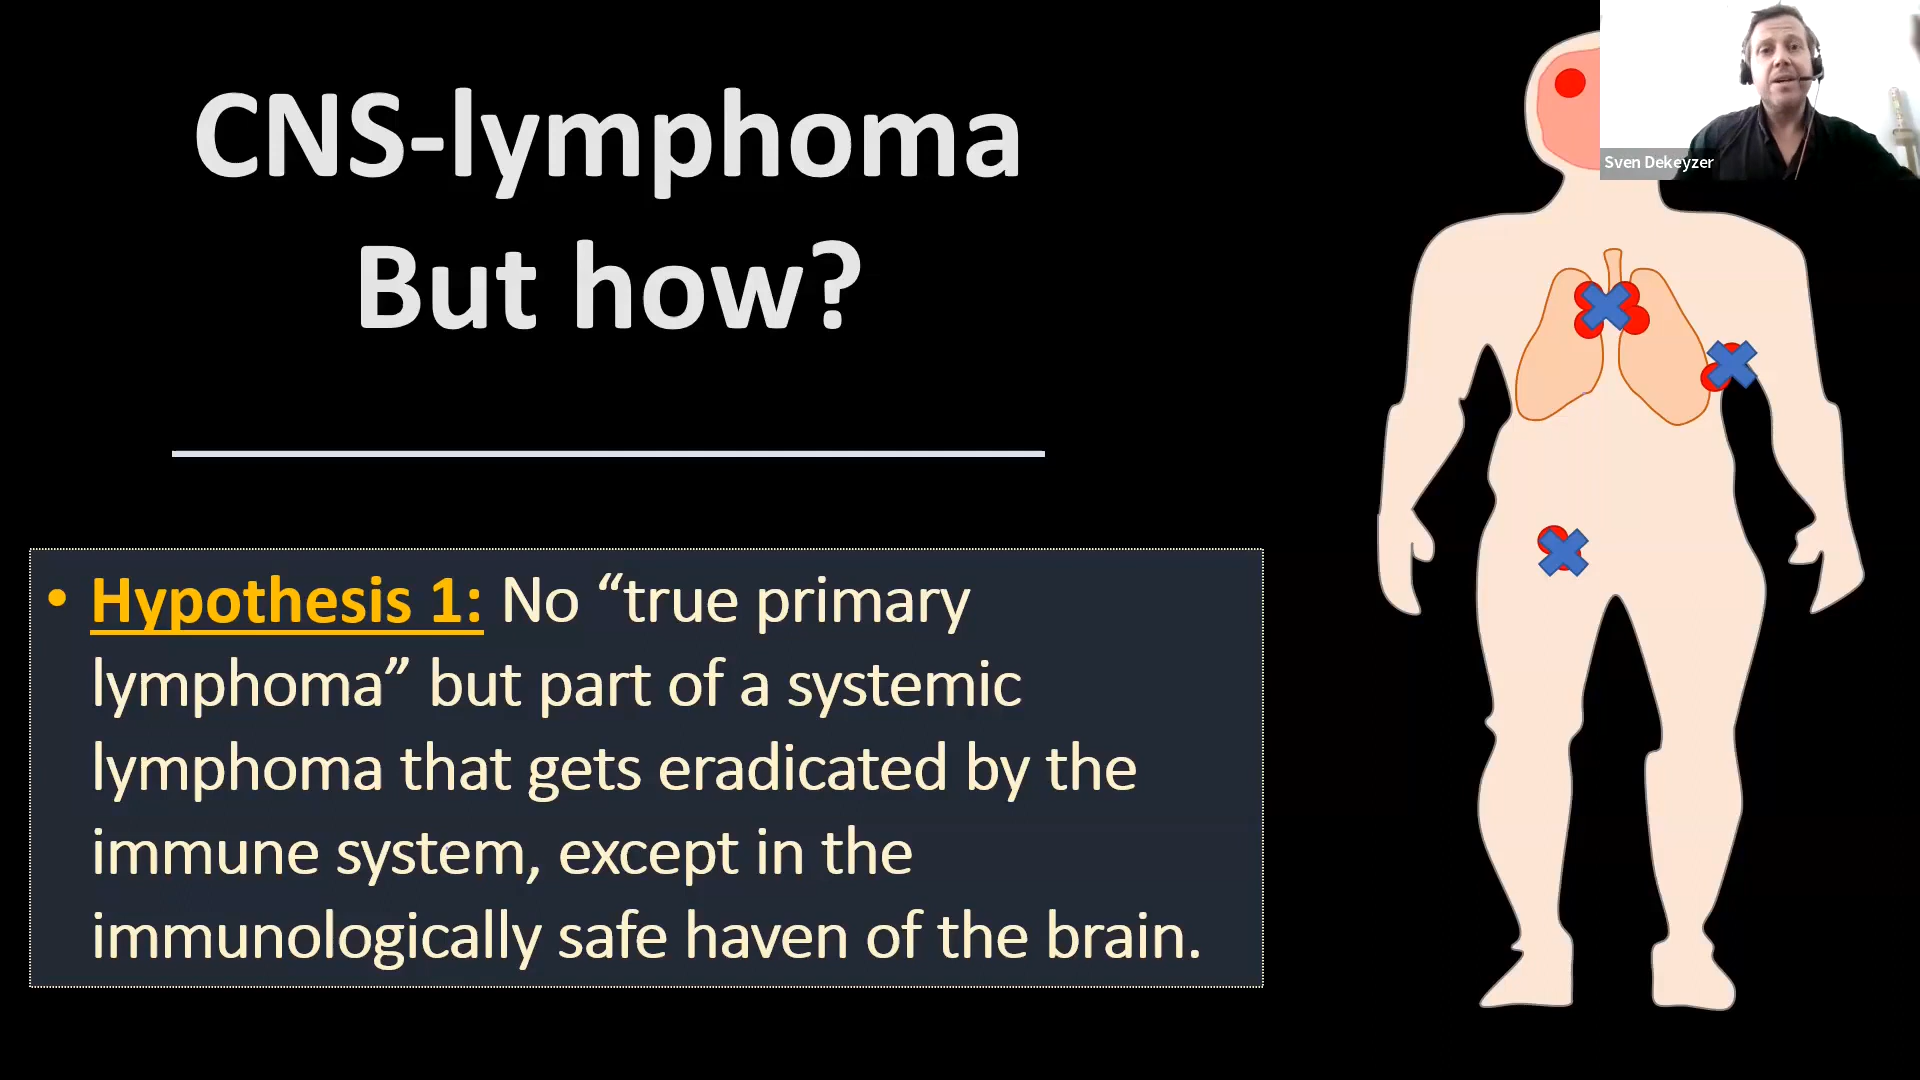 CNS-lymphoma
But how?
Sven Dekeyzer
• Hypothesis 1: No “true primary
lymphoma” but part of a systemic
lymphoma that gets eradicated by the
immune system, except in the
immunologically safe haven of the brain.